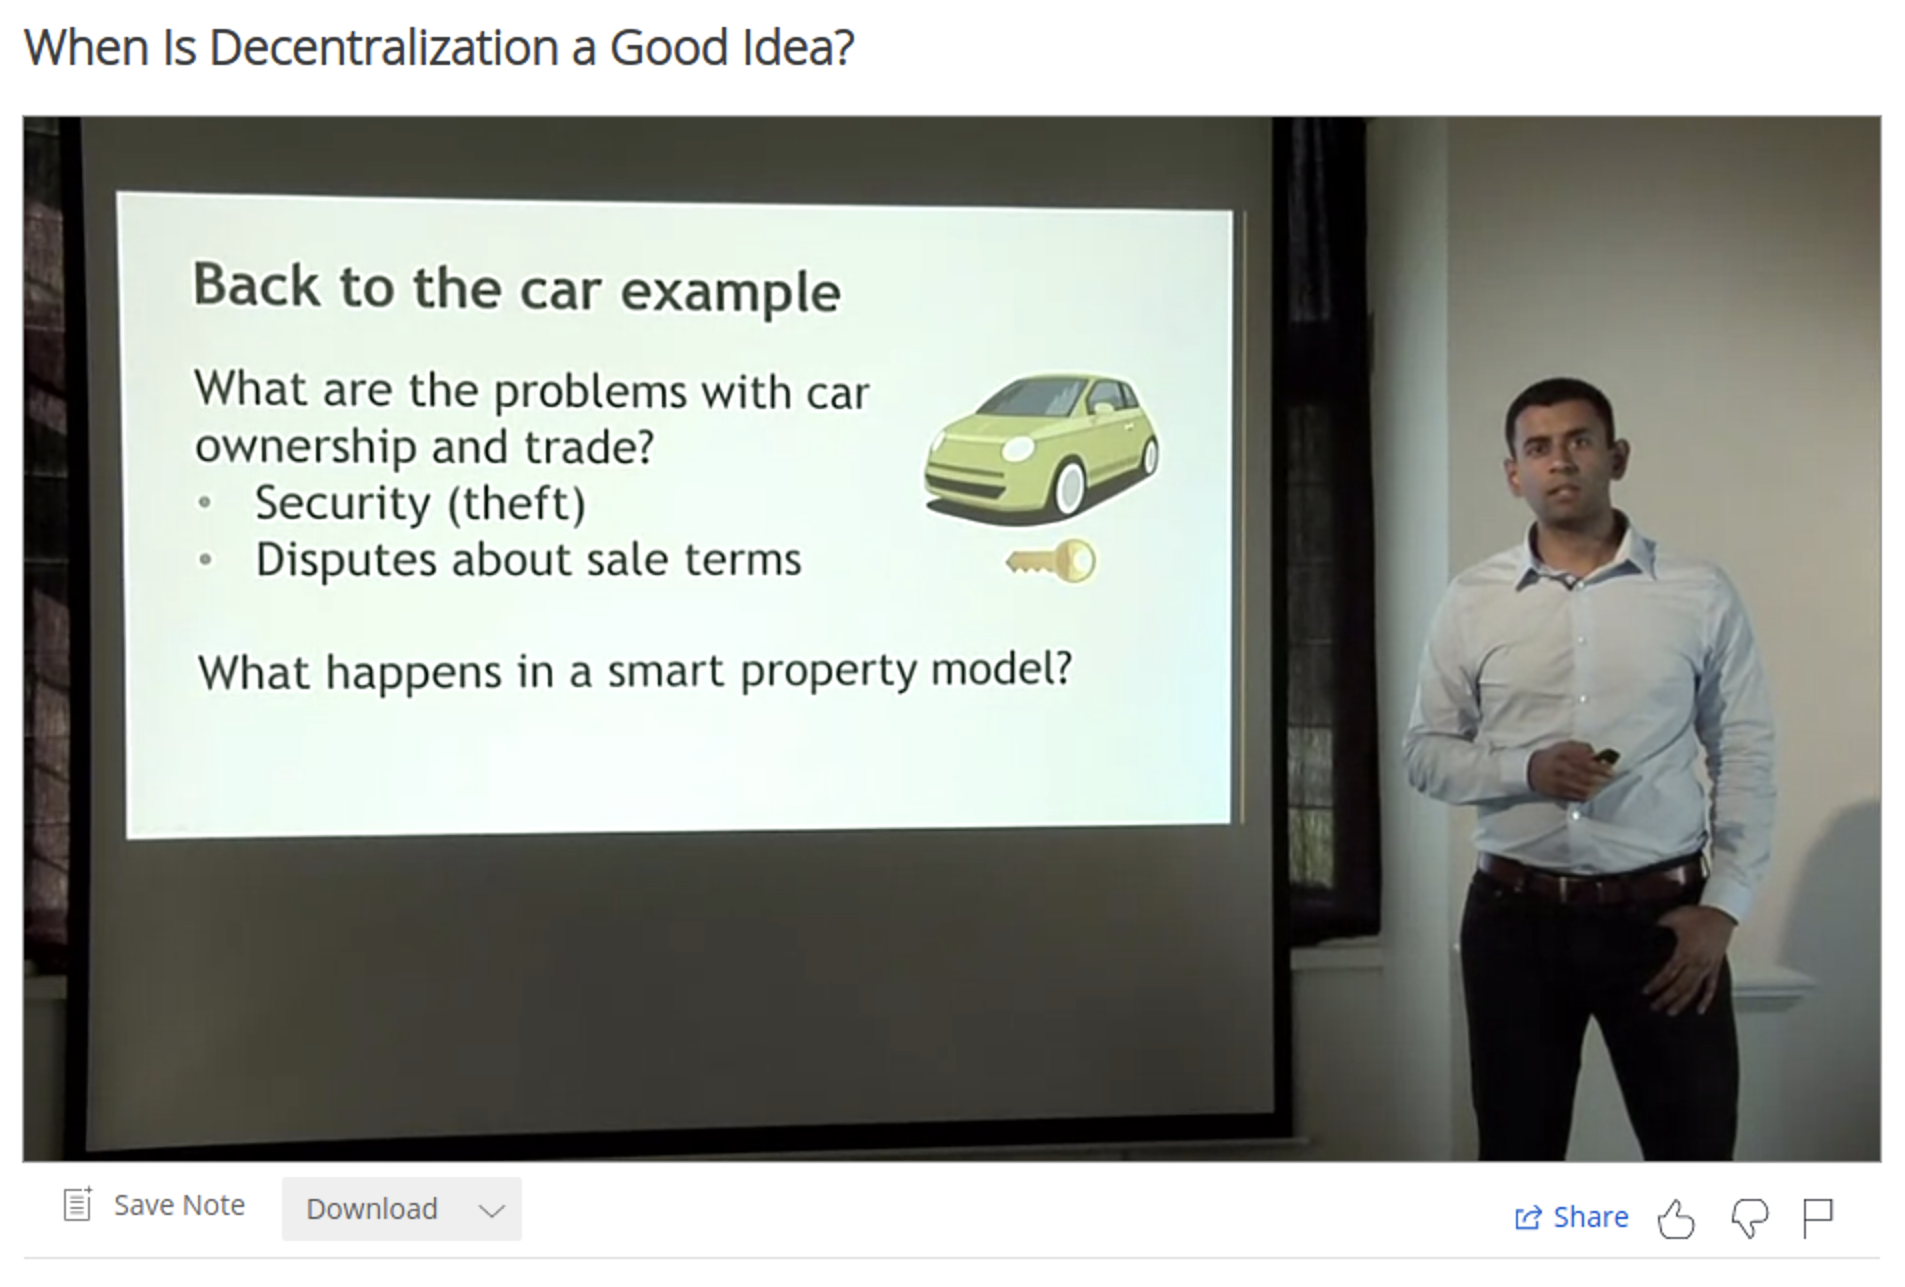 When Is Decentralization a Good Idea?
Back to the car example
What are the problems with car
ownership and trade?
• Security (theft)
• Disputes about sale terms
What happens in a smart property model?
Save Note
Download
Share